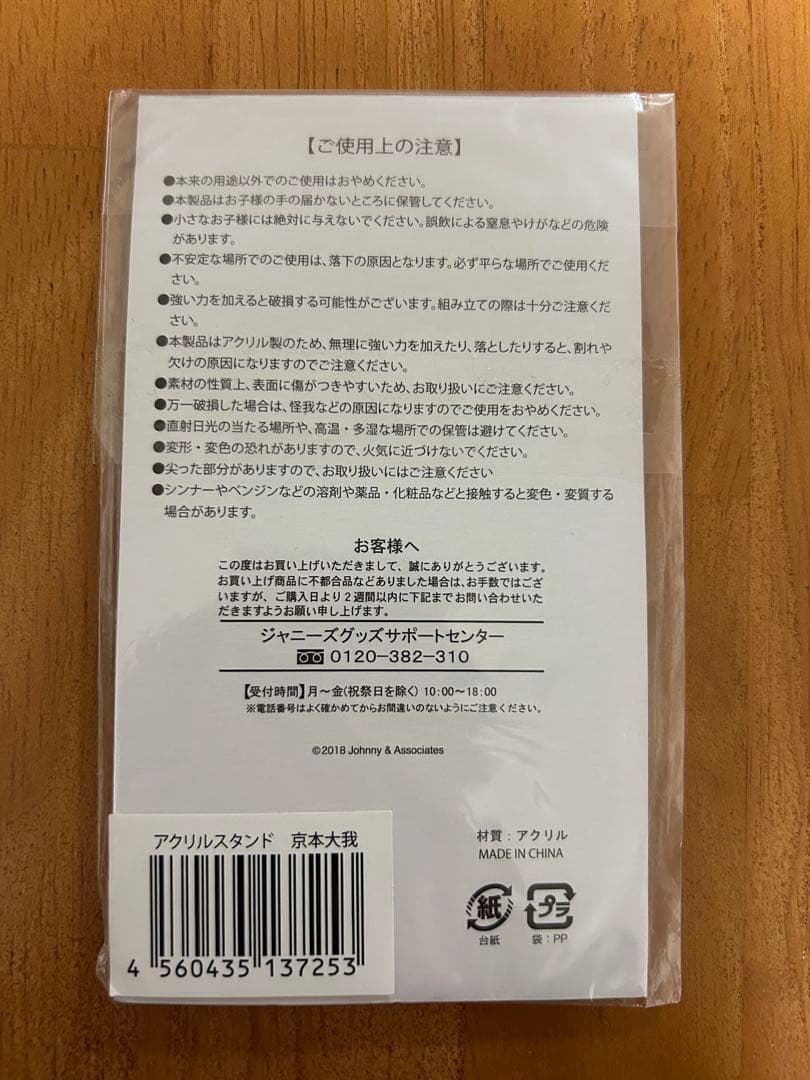 【ご使用上の注意】
●本来の用途以外でのご使用はおやめください。
●本製品はお子様の手の届かないところに保管してください。
●小さなお子様には絶対に与えないでください。誤飲による窒息やけがなどの危険
があります。
●不安定な場所でのご使用は、落下の原因となります。必ず平らな場所でご使用くだ
さい。
●強い力を加えると破損する可能性がございます。組み立ての際は十分ご注意くだ
さい。
●本製品はアクリル製のため、無理に強い力を加えたり、落としたりすると、割れや
欠けの原因になりますのでご注意ください。
●素材の性質上、表面に傷がつきやすいため、お取り扱いにご注意ください。
●万一破損した場合は、怪我などの原因になりますのでご使用をおやめください。
●直射日光の当たる場所や、高温・多湿な場所での保管は避けてください。
●変形・変色の恐れがありますので、火気に近づけないでください。
●尖った部分がありますので、お取り扱いにはご注意ください
●シンナーやベンジンなどの溶剤や薬品・化粧品などと接触すると変色・変質する
場合があります。
お客様へ
この度はお買い上げいただきまして、誠にありがとうございます。
お買い上げ商品に不都合品などありました場合は、お手数ではござ
いますが、ご購入日より2週間以内に下記までお問い合わせいた
だきますようお願い申し上げます。
ジャニーズグッズサポートセンター
0120-382-310
【受付時間】月〜金(祝祭日を除く) 10:00〜18:00
※電話番号はよく確かめてからお間違いのないようにご注意ください。
©2018 Johnny & Associates
アクリルスタンド 京本大我
4 560435 137253
材質：アクリル
MADE IN CHINA
紙 プラ
台紙 袋：PP